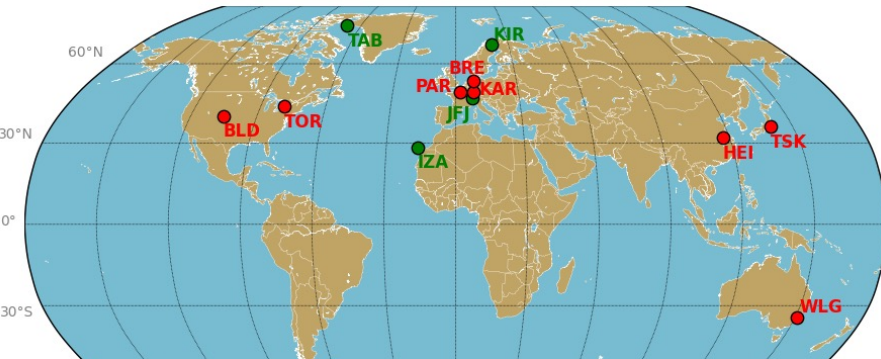 TAB
KIR
60°N
BRE
PAR
KAR
JFJ
BLD
TOR
30°N
TSK
HEI
IZA
0°
30°S
WLG